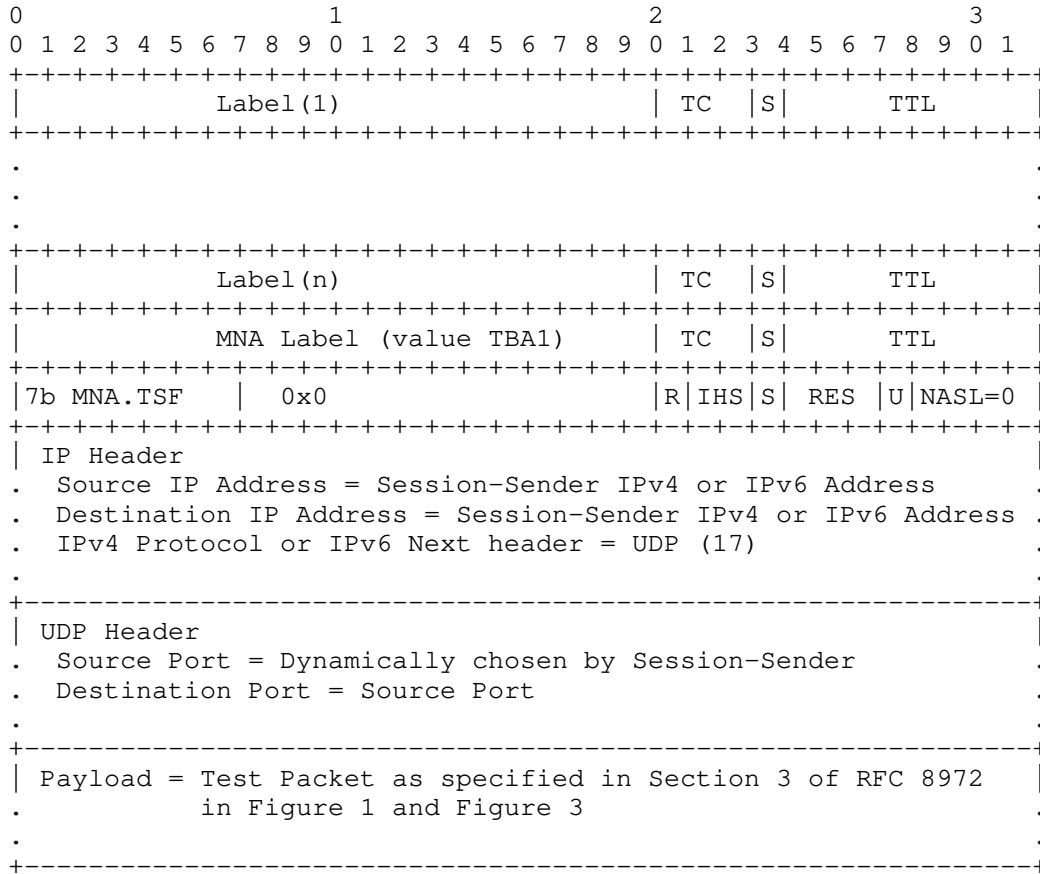 0                   1                   2                   3
0 1 2 3 4 5 6 7 8 9 0 1 2 3 4 5 6 7 8 9 0 1 2 3 4 5 6 7 8 9 0 1
+-+-+-+-+-+-+-+-+-+-+-+-+-+-+-+-+-+-+-+-+-+-+-+-+-+-+-+-+-+-+-+-+
|            Label(1)                   | TC  |S|      TTL      |
+-+-+-+-+-+-+-+-+-+-+-+-+-+-+-+-+-+-+-+-+-+-+-+-+-+-+-+-+-+-+-+-+
.                                                               .
.                                                               .
.                                                               .
+-+-+-+-+-+-+-+-+-+-+-+-+-+-+-+-+-+-+-+-+-+-+-+-+-+-+-+-+-+-+-+-+
|            Label(n)                   | TC  |S|      TTL      |
+-+-+-+-+-+-+-+-+-+-+-+-+-+-+-+-+-+-+-+-+-+-+-+-+-+-+-+-+-+-+-+-+
|            MNA Label (value TBA1)     | TC  |S|      TTL      |
+-+-+-+-+-+-+-+-+-+-+-+-+-+-+-+-+-+-+-+-+-+-+-+-+-+-+-+-+-+-+-+-+
|7b MNA.TSF   |  0x0                    |R|IHS|S| RES |U|NASL=0 |
+-+-+-+-+-+-+-+-+-+-+-+-+-+-+-+-+-+-+-+-+-+-+-+-+-+-+-+-+-+-+-+-+
| IP Header                                                     |
.  Source IP Address = Session-Sender IPv4 or IPv6 Address      .
.  Destination IP Address = Session-Sender IPv4 or IPv6 Address .
.  IPv4 Protocol or IPv6 Next header = UDP (17)                 .
.                                                               .
+---------------------------------------------------------------+
| UDP Header                                                    |
.  Source Port = Dynamically chosen by Session-Sender           .
.  Destination Port = Source Port                               .
.                                                               .
+---------------------------------------------------------------+
| Payload = Test Packet as specified in Section 3 of RFC 8972   |
.           in Figure 1 and Figure 3                            .
.                                                               .
+---------------------------------------------------------------+